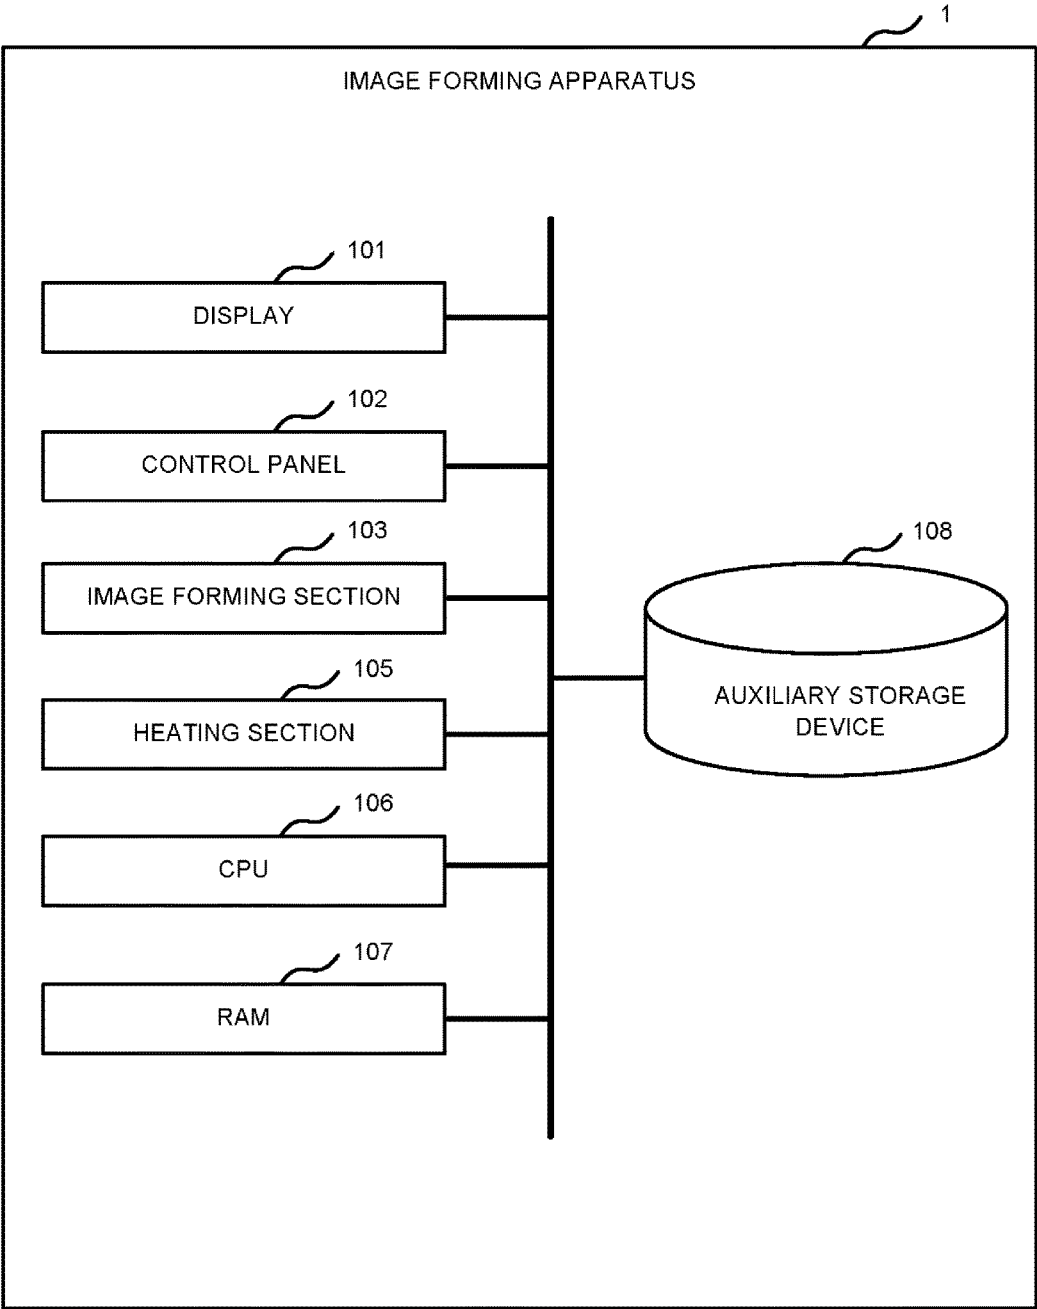 1
IMAGE FORMING APPARATUS
101
DISPLAY
102
CONTROL PANEL
103
IMAGE FORMING SECTION
105
HEATING SECTION
106
CPU
107
RAM
108
AUXILIARY STORAGE
DEVICE